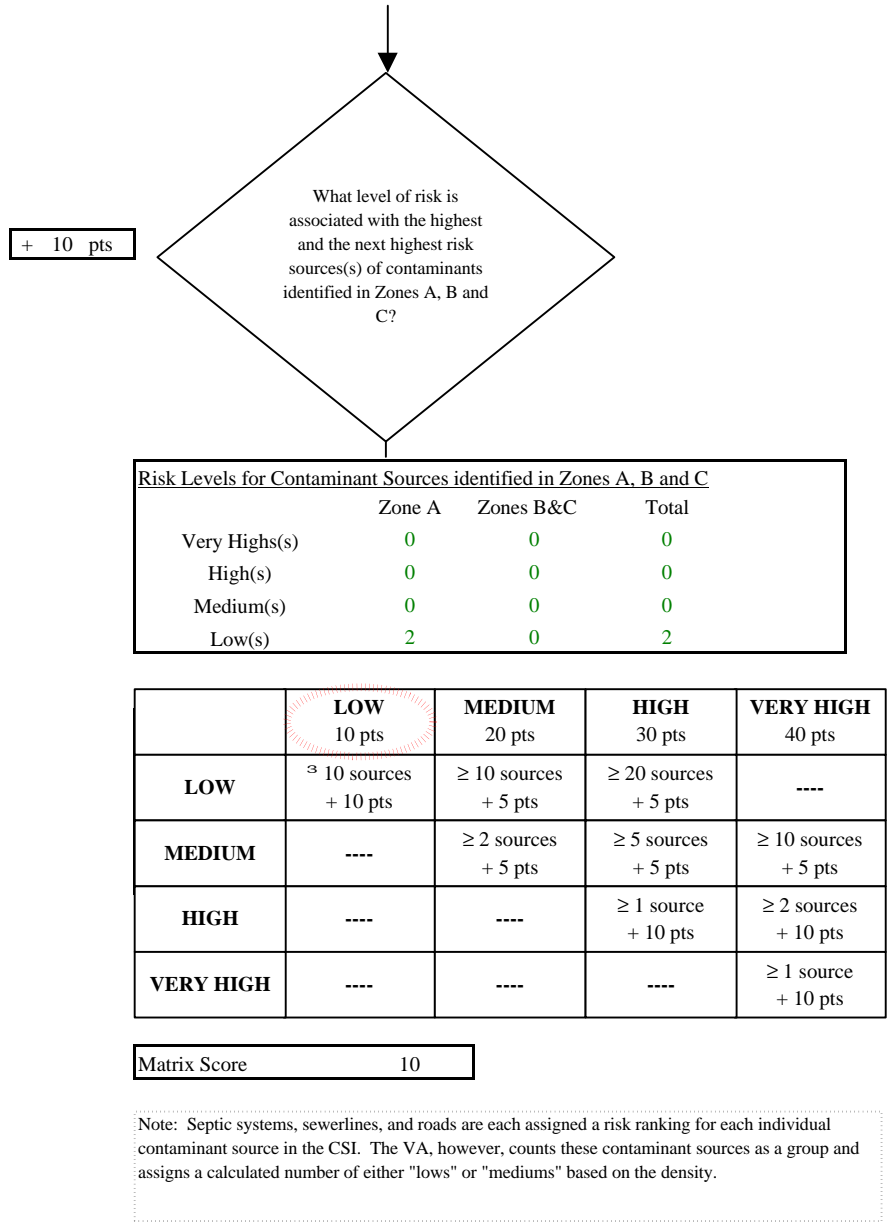 What level of risk is
associated with the highest
and the next highest risk
sources(s) of contaminants
identified in Zones A, B and
C?
+ 10 pts
Risk Levels for Contaminant Sources identified in Zones A, B and C
Zone A Zones B&C Total
Very Highs(s) 0 0 0
High(s) 0 0 0
Medium(s) 0 0 0
Low(s) 2 0 2
LOW MEDIUM HIGH VERY HIGH
10 pts 20 pts 30 pts 40 pts
LOW ³ 10 sources ≥ 10 sources ≥ 20 sources ----
+ 10 pts + 5 pts + 5 pts
MEDIUM ---- ≥ 2 sources ≥ 5 sources ≥ 10 sources
+ 5 pts + 5 pts + 5 pts
HIGH ---- ---- ≥ 1 source ≥ 2 sources
+ 10 pts + 10 pts
VERY HIGH ---- ---- ---- ≥ 1 source
+ 10 pts
Matrix Score 10
Note: Septic systems, sewerlines, and roads are each assigned a risk ranking for each individual
contaminant source in the CSI. The VA, however, counts these contaminant sources as a group and
assigns a calculated number of either "lows" or "mediums" based on the density.